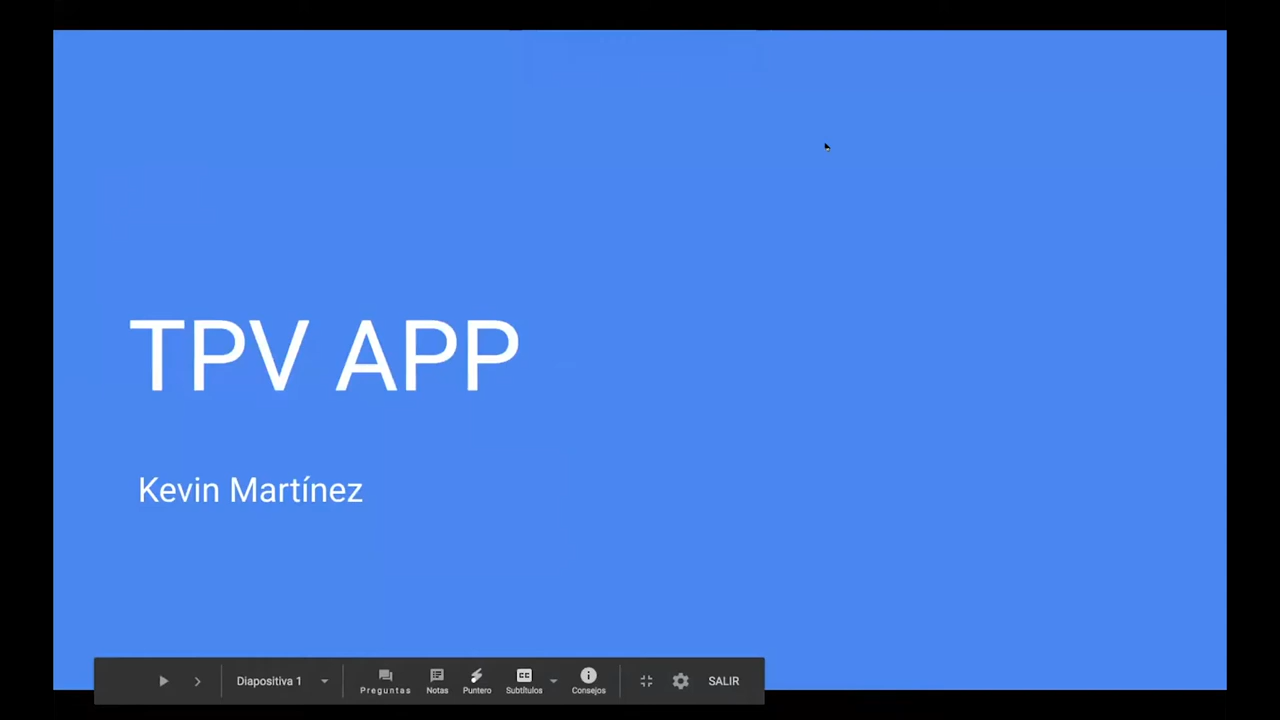 TPV APP
Kevin Martínez
Diapositiva 1
Preguntas
Notas
Puntero
Subtítulos
Consejos
SALIR